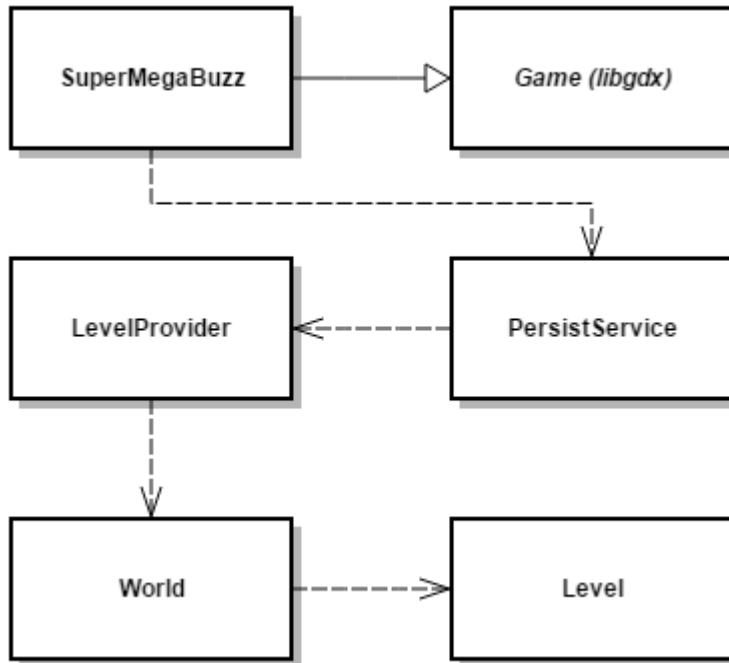 SuperMegaBuzz
Game (libgdx)
LevelProvider
PersistService
World
Level